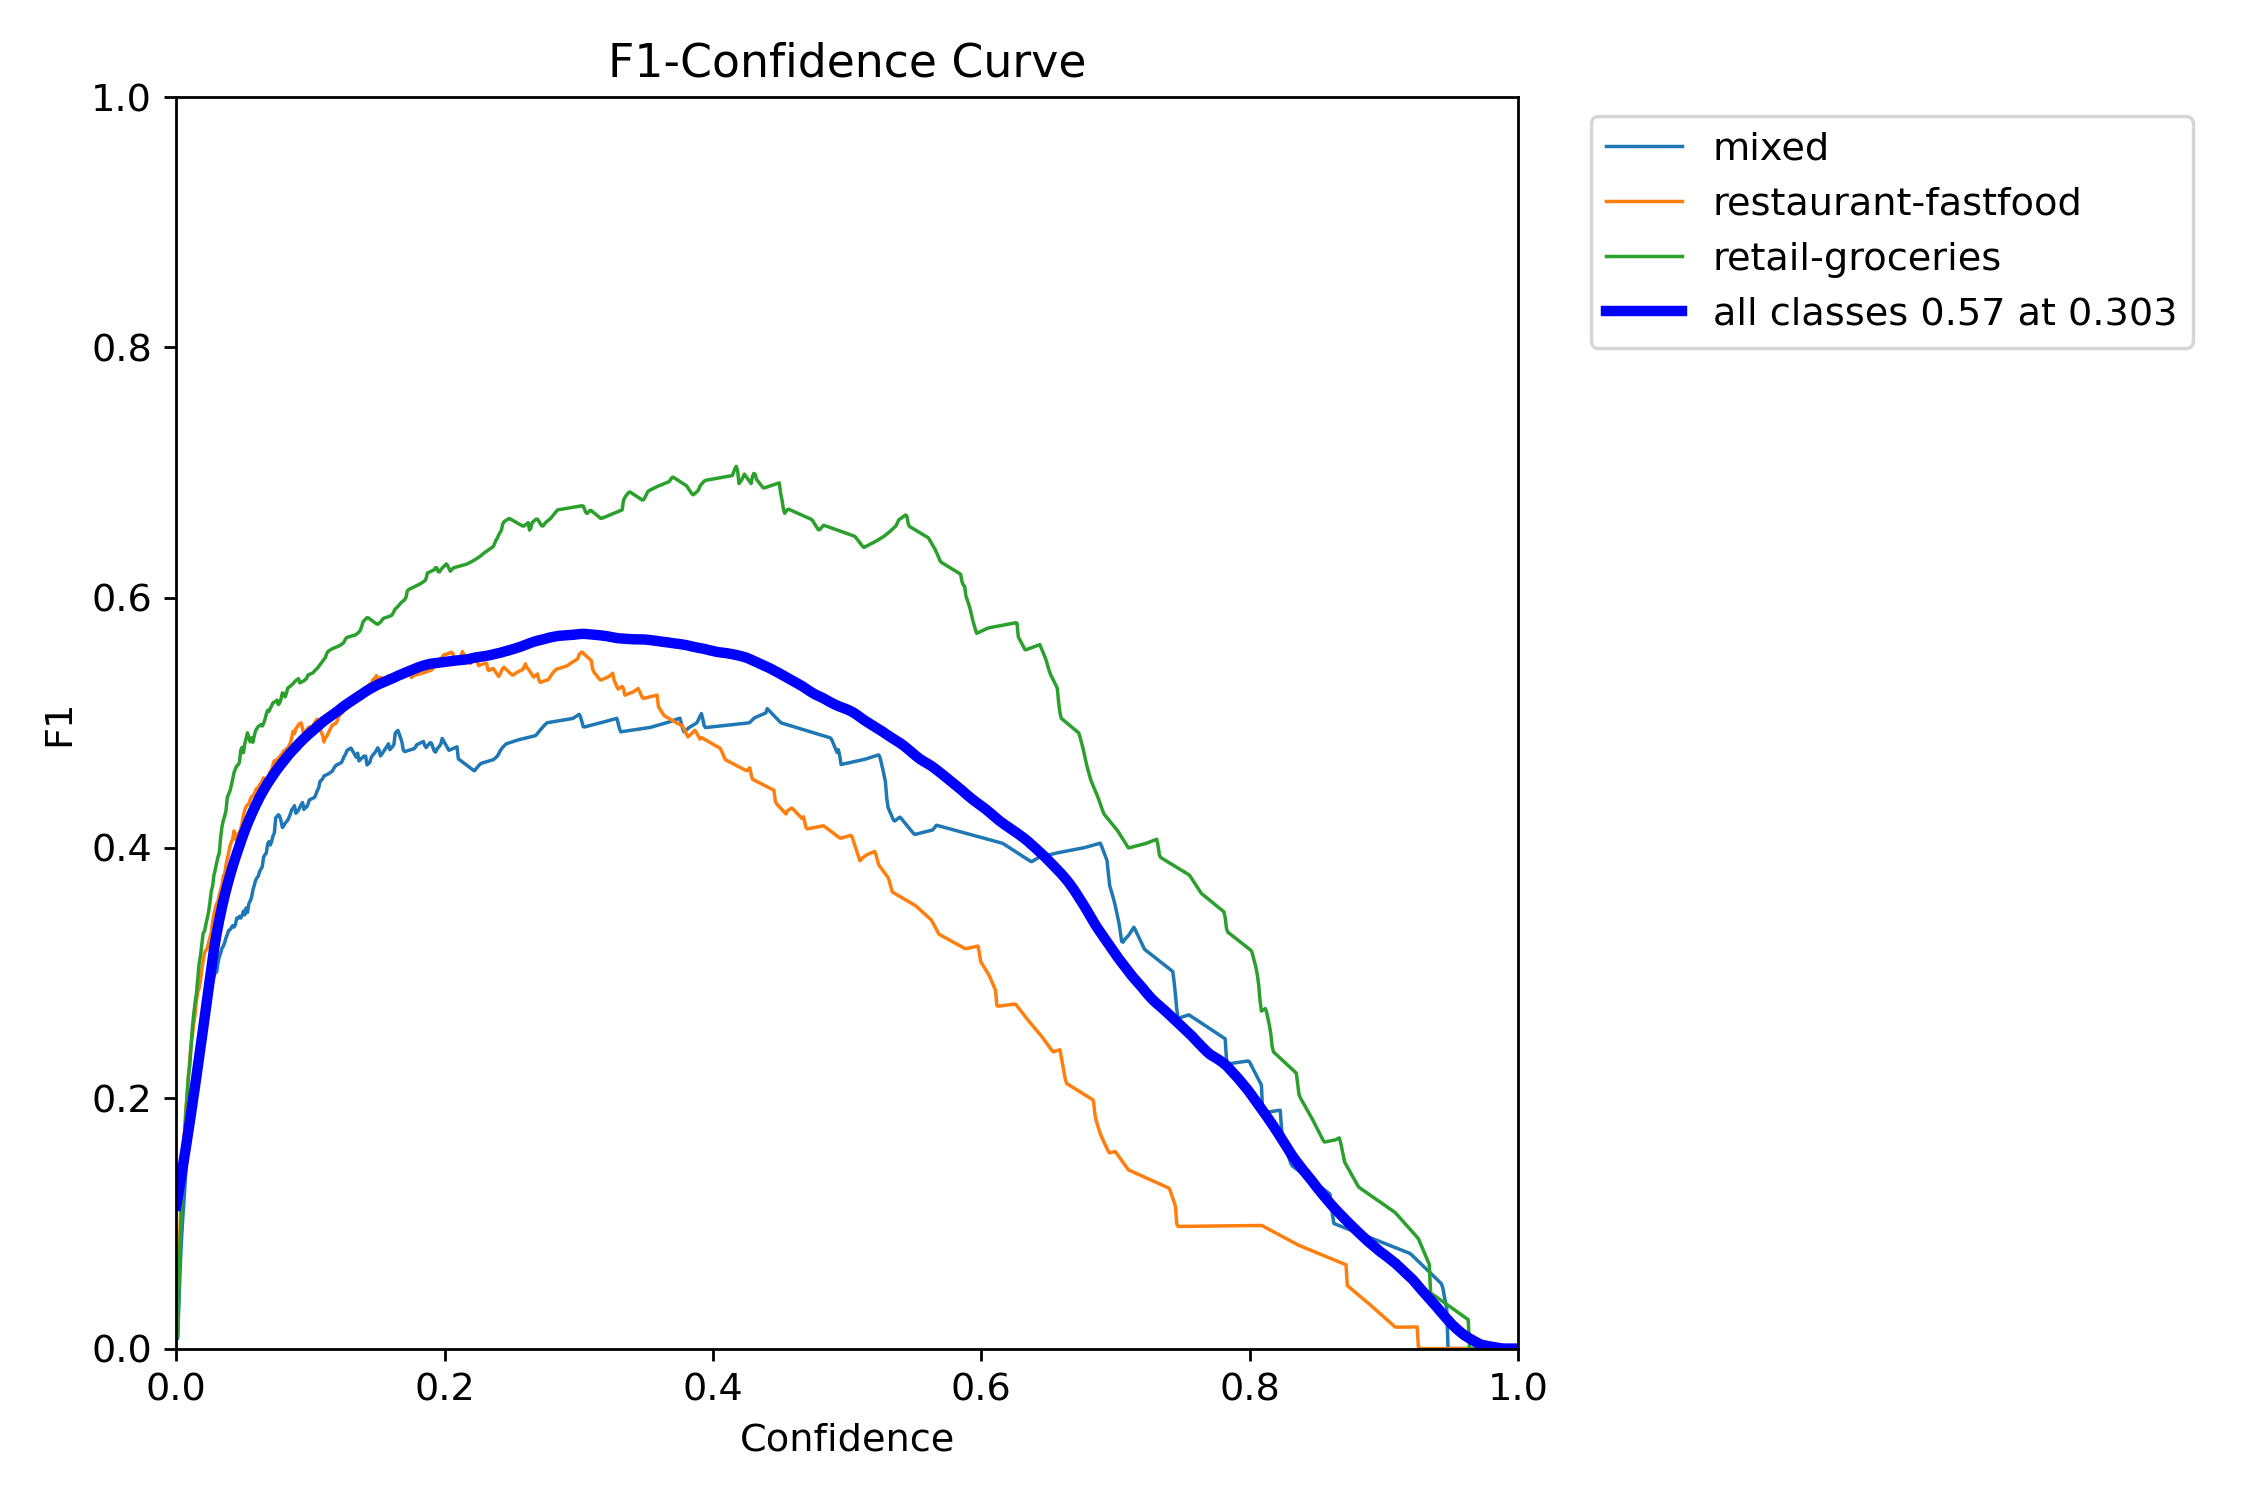 F1-Confidence Curve
1.0
0.8
0.6
0.4
0.2
0.0
F1
0.0 0.2 0.4 0.6 0.8 1.0
Confidence
mixed
restaurant-fastfood
retail-groceries
all classes 0.57 at 0.303